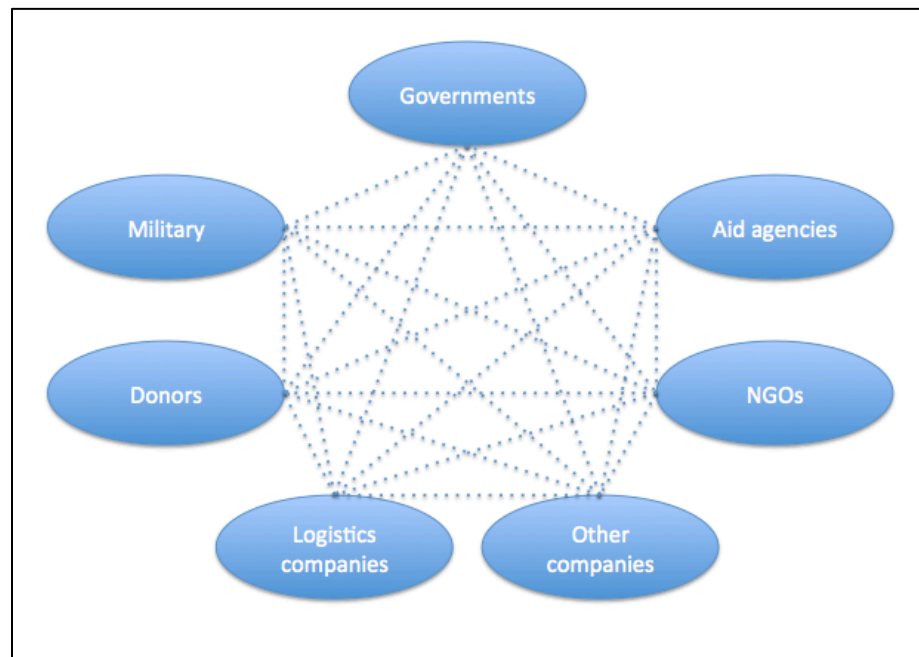 Governments
Military
Aid agencies
Donors
NGOs
Logistics
companies
Other
companies